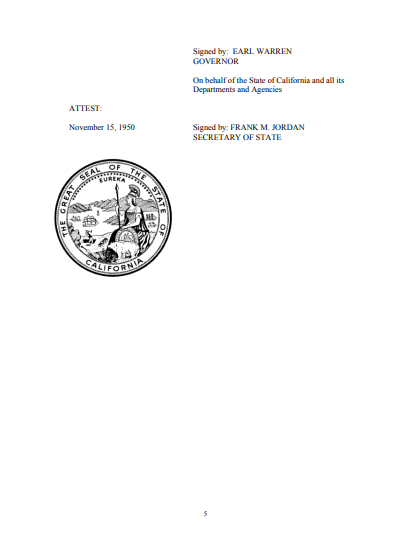 Signed by: EARL WARREN
GOVERNOR
On behalf of the State of California and all its
Departments and Agencies
ATTEST:
November 15, 1950
Signed by: FRANK M. JORDAN
SECRETARY OF STATE
THE GREAT SEAL OF THE STATE OF CALIFORNIA
EUREKA
5